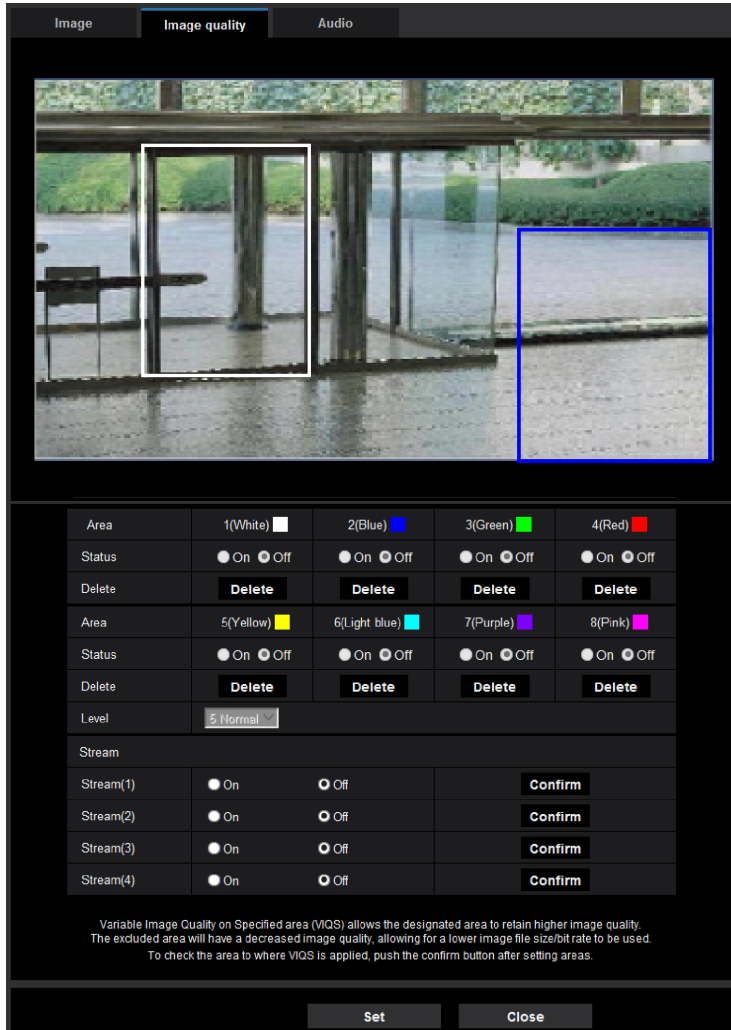 Image Image quality Audio
Area 1(White) 2(Blue) 3(Green) 4(Red)
Status On Off On Off On Off On Off
Delete Delete Delete Delete Delete
Area 5(Yellow) 6(Light blue) 7(Purple) 8(Pink)
Status On Off On Off On Off On Off
Delete Delete Delete Delete Delete
Level 5 Normal
Stream
Stream(1) On Off Confirm
Stream(2) On Off Confirm
Stream(3) On Off Confirm
Stream(4) On Off Confirm
Variable Image Quality on Specified area (VIQS) allows the designated area to retain higher image quality.
The excluded area will have a decreased image quality, allowing for a lower image file size/bit rate to be used.
To check the area to where VIQS is applied, push the confirm button after setting areas.
Set Close